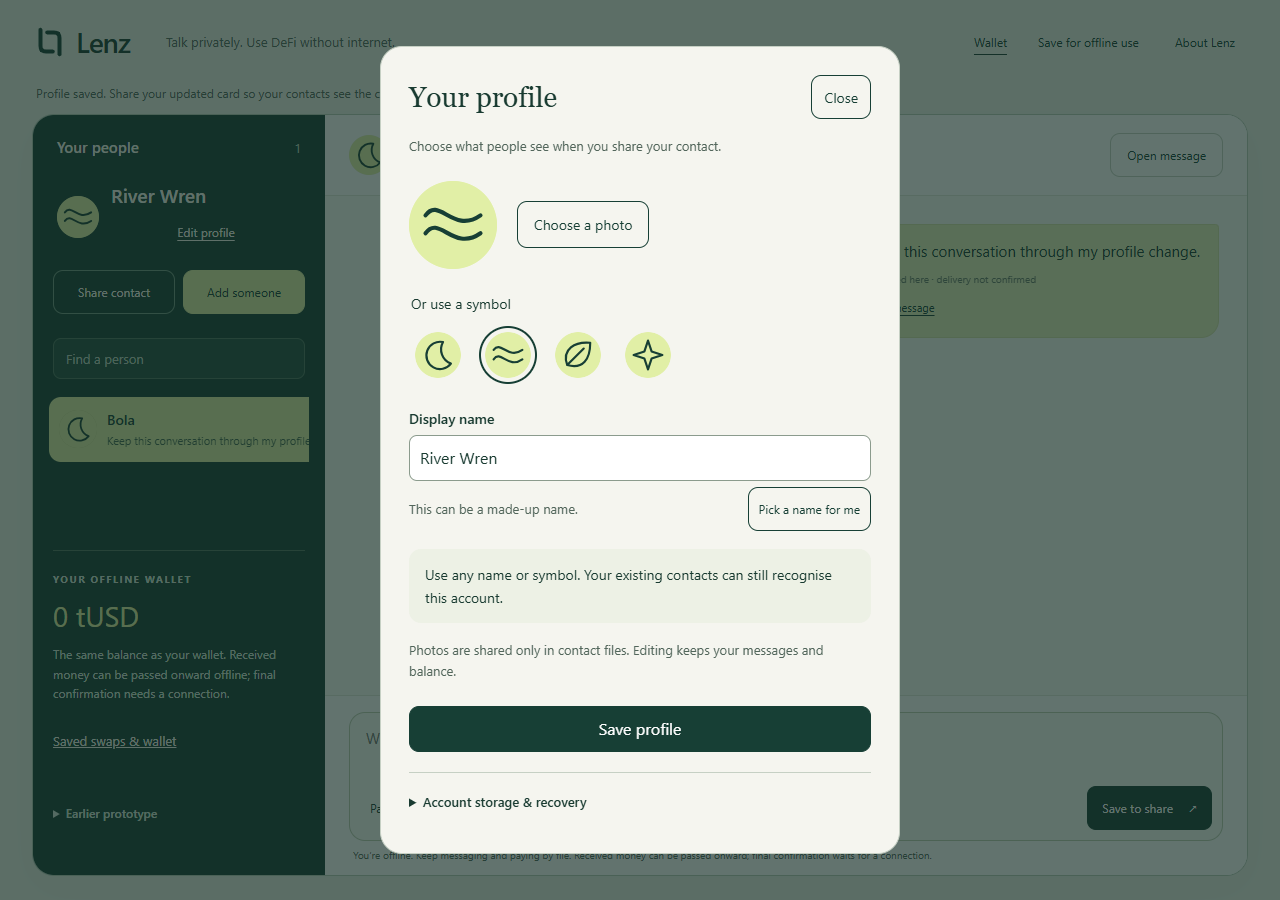 Lenz
Talk privately. Use DeFi without internet.
Wallet
Save for offline use
About Lenz
Profile saved. Share your updated card so your contacts see the
Your people
1
River Wren
Edit profile
Share contact
Add someone
Find a person
Bola
Keep this conversation through my profile
YOUR OFFLINE WALLET
0 tUSD
The same balance as your wallet. Received
money can be passed onward offline; final
confirmation needs a connection.
Saved swaps & wallet
Earlier prototype
Open message
this conversation through my profile change.
here · delivery not confirmed
Save to share ↗
You're offline. Keep messaging and paying by file. Received money can be passed onward; final confirmation waits for a connection.
Your profile
Close
Choose what people see when you share your contact.
Choose a photo
Or use a symbol
Display name
River Wren
This can be a made-up name.
Pick a name for me
Use any name or symbol. Your existing contacts can still recognise
this account.
Photos are shared only in contact files. Editing keeps your messages and
balance.
Save profile
Account storage & recovery